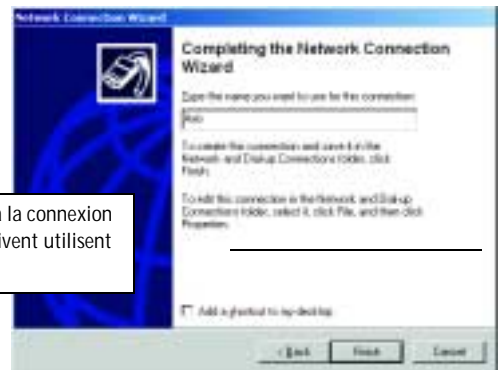 Network Connection Wizard
Completing the Network Connection
Wizard
Type the name you want to use for this connection:
To create this connection and save it in the
Network and Dial-up Connections folder, click
Finish.
To edit this connection in the Network and Dial-up
Connections folder, select it, click File, and then click
Properties.
à la connexion
ivent utilisent
Add a shortcut to my desktop
< Back
Finish
Cancel